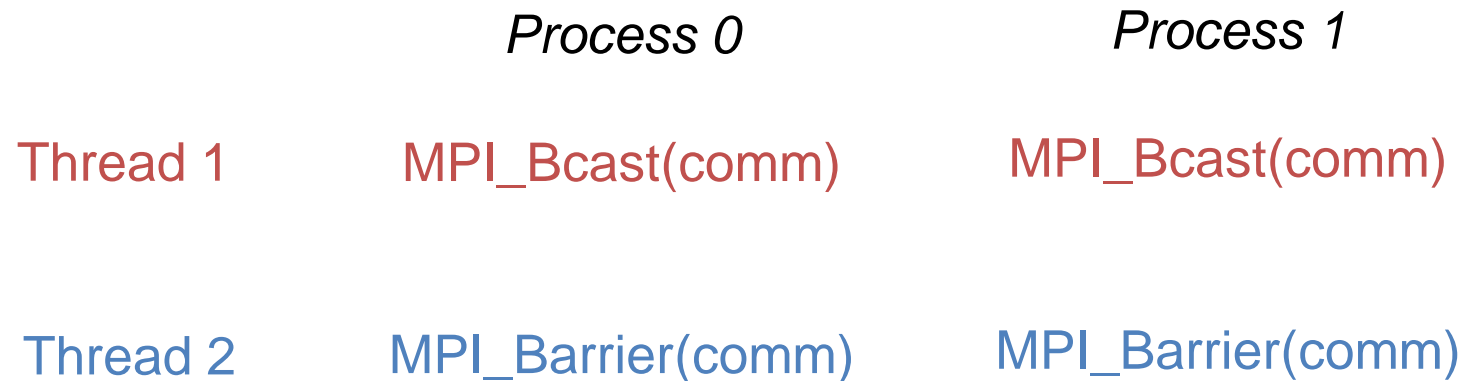 Process 0 Process 1
Thread 1 MPI_Bcast(comm) MPI_Bcast(comm)
Thread 2 MPI_Barrier(comm) MPI_Barrier(comm)